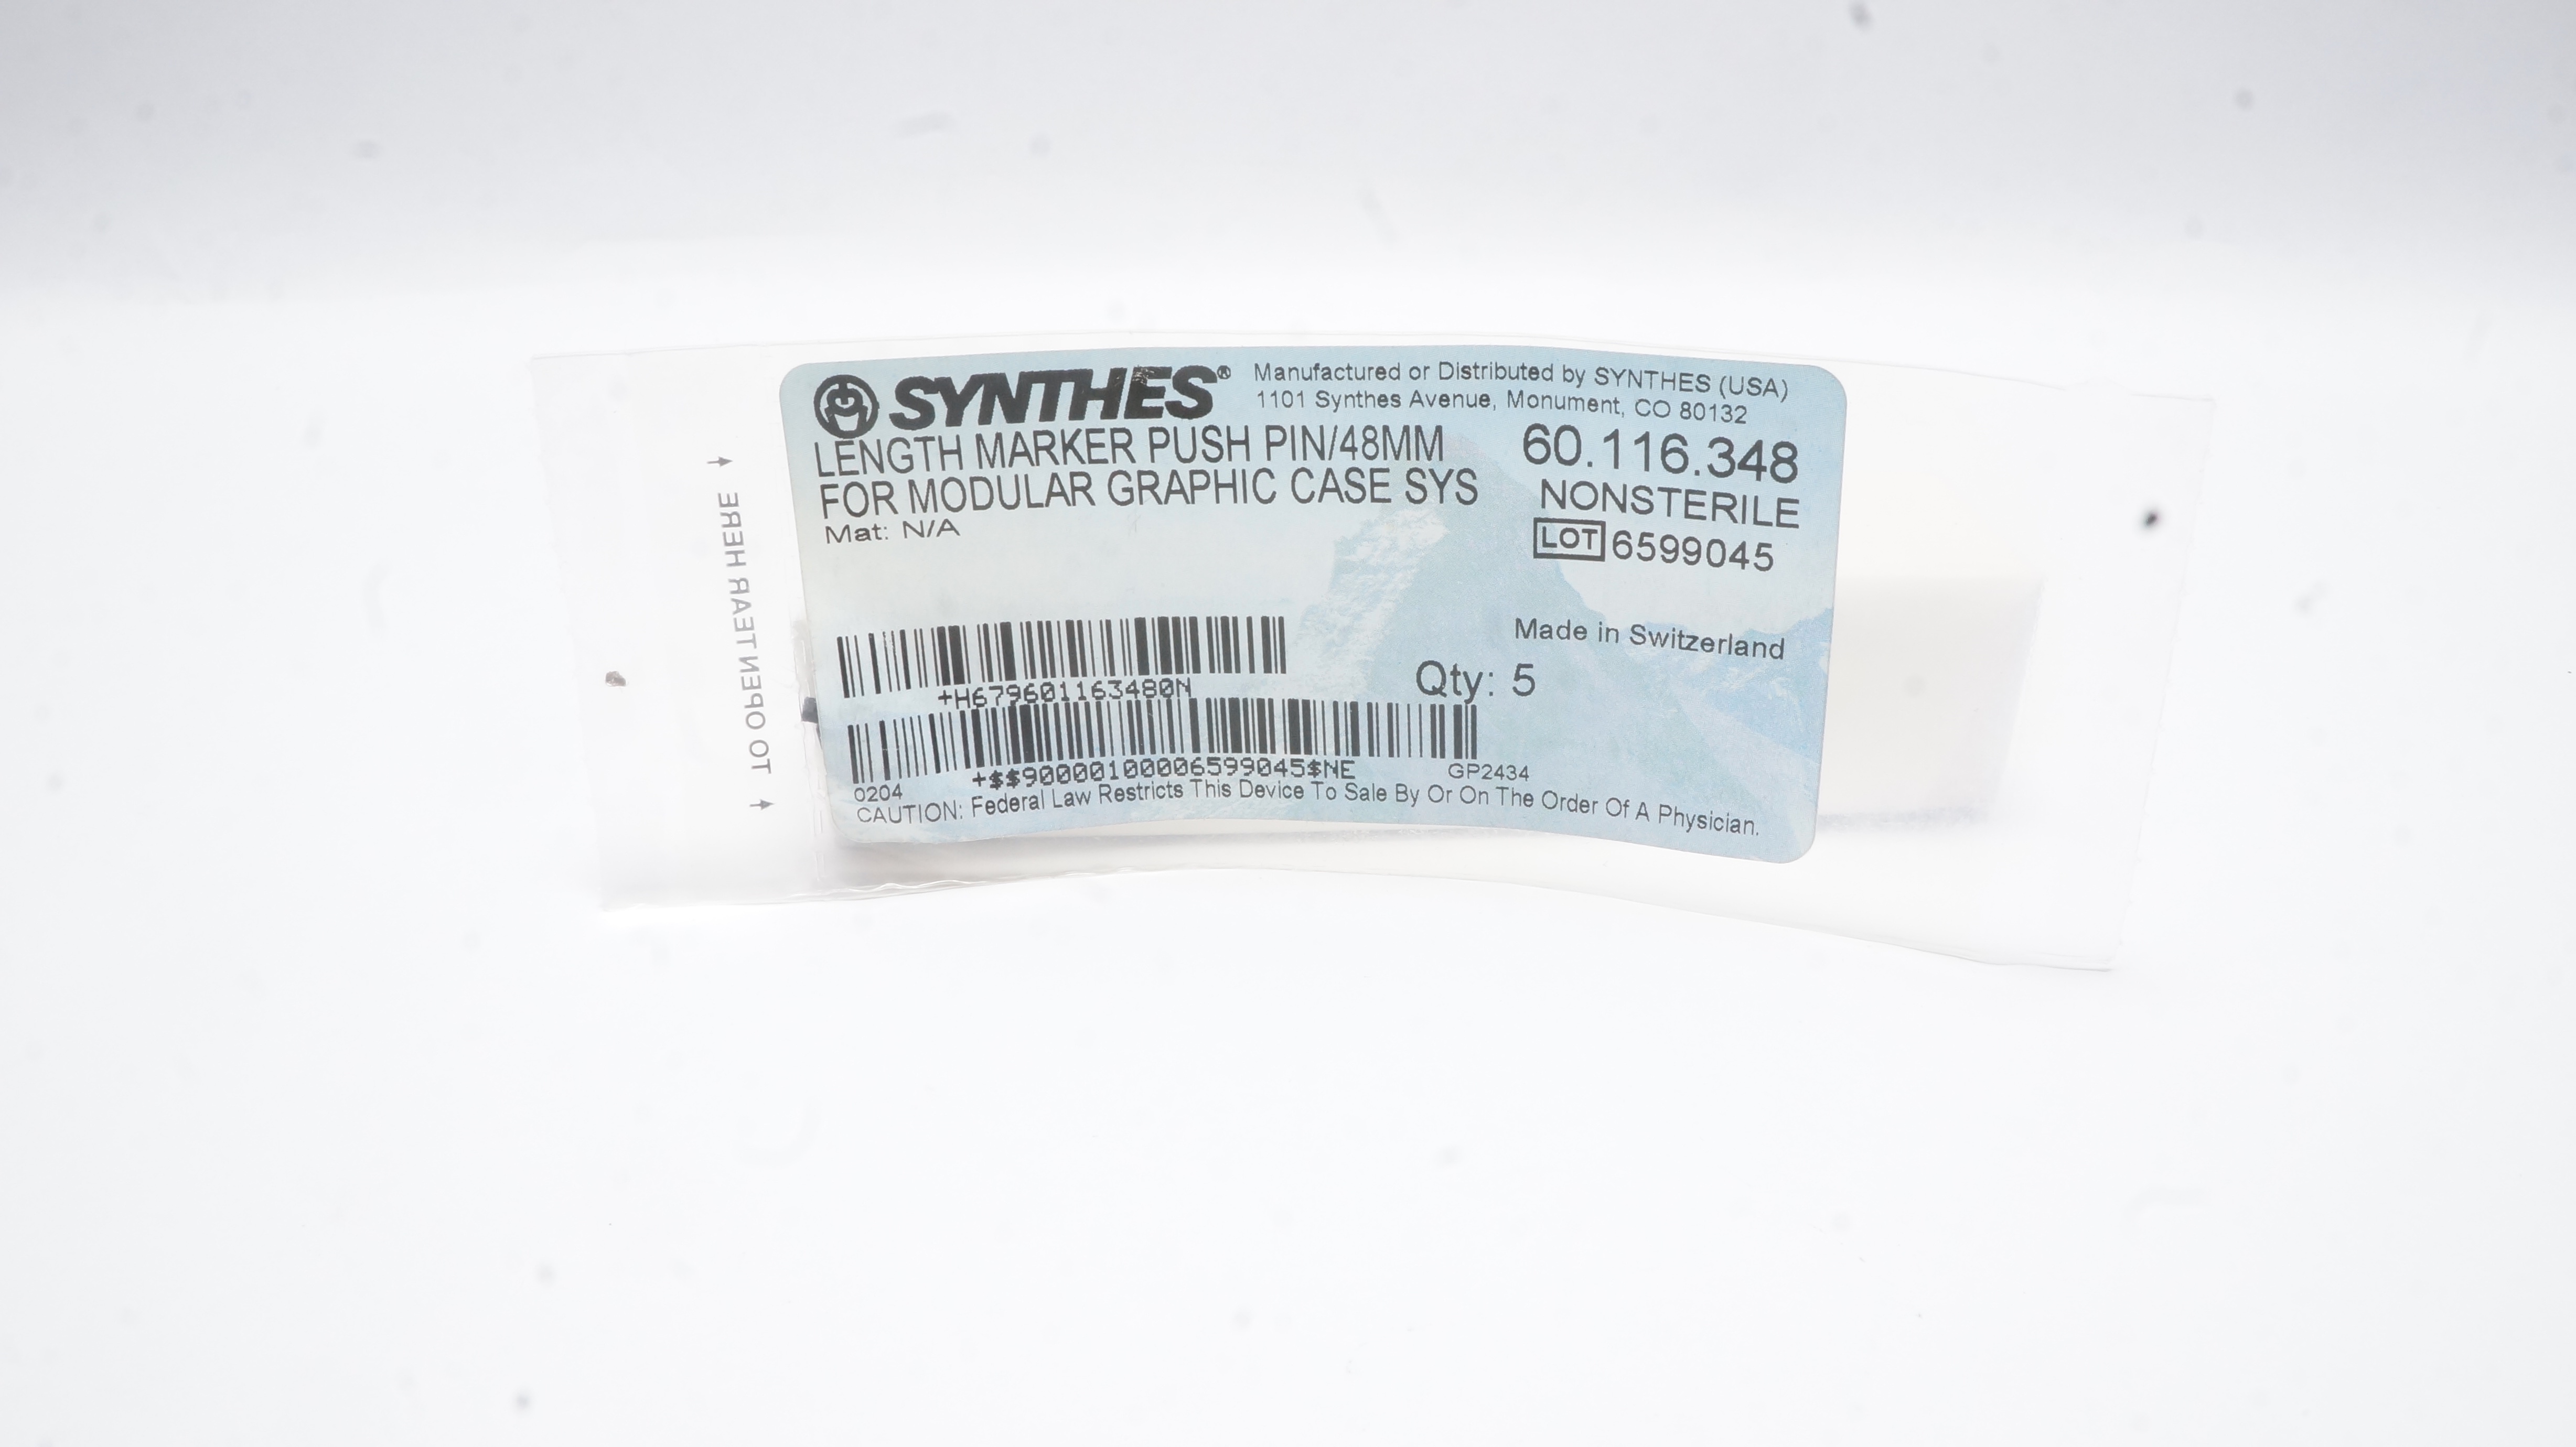 SYNTHES®
Manufactured or Distributed by SYNTHES (USA)
1101 Synthes Avenue, Monument, CO 80132
LENGTH MARKER PUSH PIN/48MM
FOR MODULAR GRAPHIC CASE SYS
Mat: N/A
60.116.348
NONSTERILE
LOT 6599045
Made in Switzerland
Qty: 5
+H679601163480N
+$$90000100006599045$NE
GP2434
0204
CAUTION: Federal Law Restricts This Device To Sale By Or On The Order Of A Physician.
TO OPEN TEAR HERE